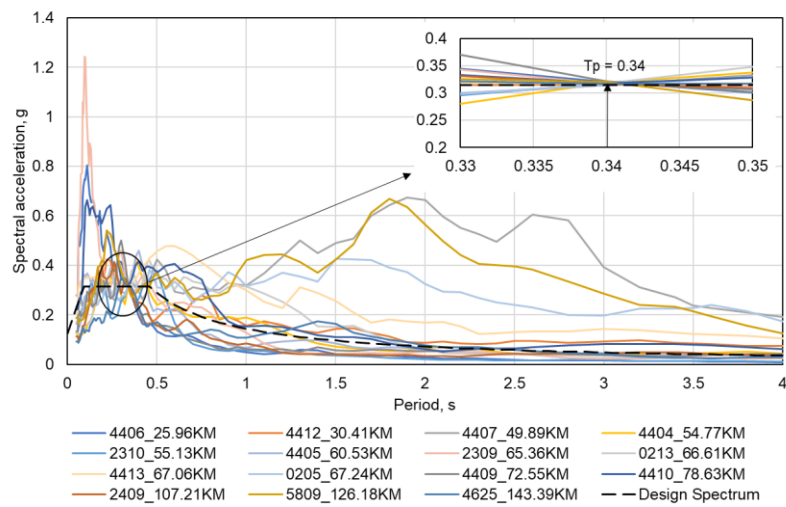 1.4
1.2
1
0.8
0.6
0.4
0.2
0
Spectral acceleration, g
0 0.5 1 1.5 2 2.5 3 3.5 4
Period, s
0.4
0.3
0.2
0.2
Tp = 0.34
0.33 0.335 0.34 0.345 0.35
4406_25.96KM 4412_30.41KM 4407_49.89KM 4404_54.77KM
2310_55.13KM 4405_60.53KM 2309_65.36KM 0213_66.61KM
4413_67.06KM 0205_67.24KM 4409_72.55KM 4410_78.63KM
2409_107.21KM 5809_126.18KM 4625_143.39KM Design Spectrum